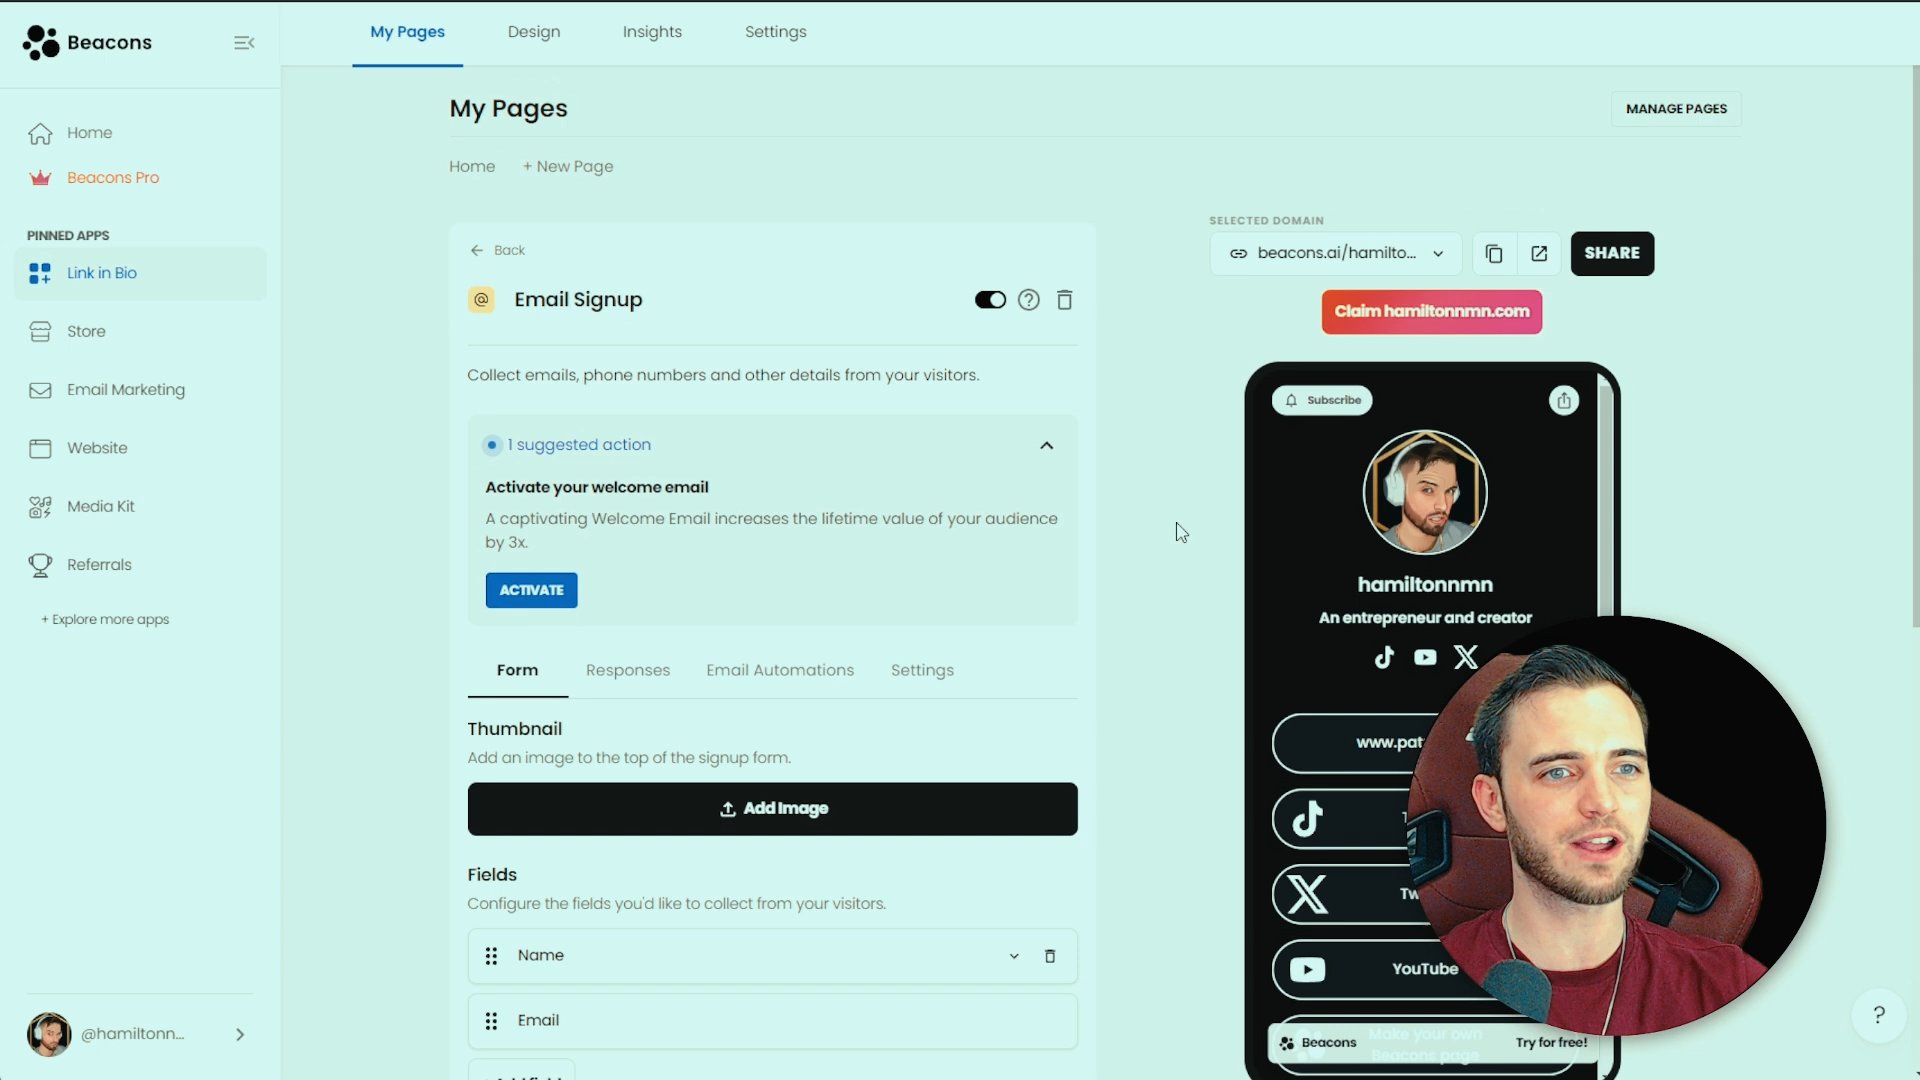 Beacons
My Pages
Design
Insights
Settings
Home
Beacons Pro
PINNED APPS
Link in Bio
Store
Email Marketing
Website
Media Kit
Referrals
+ Explore more apps
@hamiltonn...
My Pages
MANAGE PAGES
Home
+ New Page
Back
@
Email Signup
Collect emails, phone numbers and other details from your visitors.
1 suggested action
Activate your welcome email
A captivating Welcome Email increases the lifetime value of your audience
by 3x.
ACTIVATE
Form
Responses
Email Automations
Settings
Thumbnail
Add an image to the top of the signup form.
Add Image
Fields
Configure the fields you'd like to collect from your visitors.
Name
Email
SELECTED DOMAIN
beacons.ai/hamilto...
SHARE
Claim hamiltonnmn.com
Subscribe
hamiltonnmn
An entrepreneur and creator
www.pat
Tw
YouTube
Make your own
Beacons page
Beacons
Try for free!
?